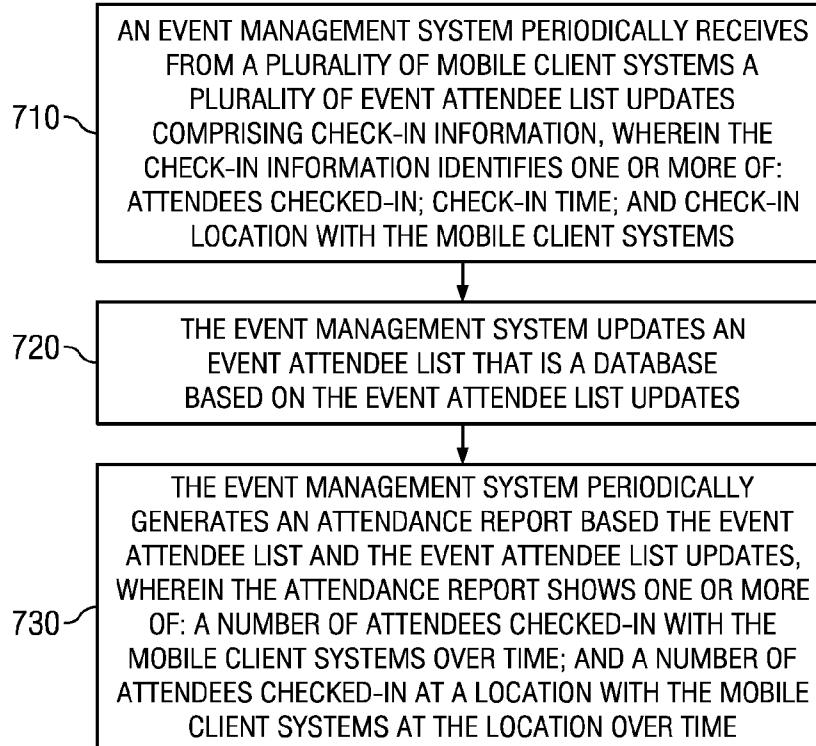 AN EVENT MANAGEMENT SYSTEM PERIODICALLY RECEIVES
FROM A PLURALITY OF MOBILE CLIENT SYSTEMS A
PLURALITY OF EVENT ATTENDEE LIST UPDATES
710
COMPRISING CHECK-IN INFORMATION, WHEREIN THE
CHECK-IN INFORMATION IDENTIFIES ONE OR MORE OF:
ATTENDEES CHECKED-IN; CHECK-IN TIME; AND CHECK-IN
LOCATION WITH THE MOBILE CLIENT SYSTEMS
THE EVENT MANAGEMENT SYSTEM UPDATES AN
720
EVENT ATTENDEE LIST THAT IS A DATABASE
BASED ON THE EVENT ATTENDEE LIST UPDATES
THE EVENT MANAGEMENT SYSTEM PERIODICALLY
GENERATES AN ATTENDANCE REPORT BASED THE EVENT
ATTENDEE LIST AND THE EVENT ATTENDEE LIST UPDATES,
WHEREIN THE ATTENDANCE REPORT SHOWS ONE OR MORE
730
OF: A NUMBER OF ATTENDEES CHECKED-IN WITH THE
MOBILE CLIENT SYSTEMS OVER TIME; AND A NUMBER OF
ATTENDEES CHECKED-IN AT A LOCATION WITH THE MOBILE
CLIENT SYSTEMS AT THE LOCATION OVER TIME